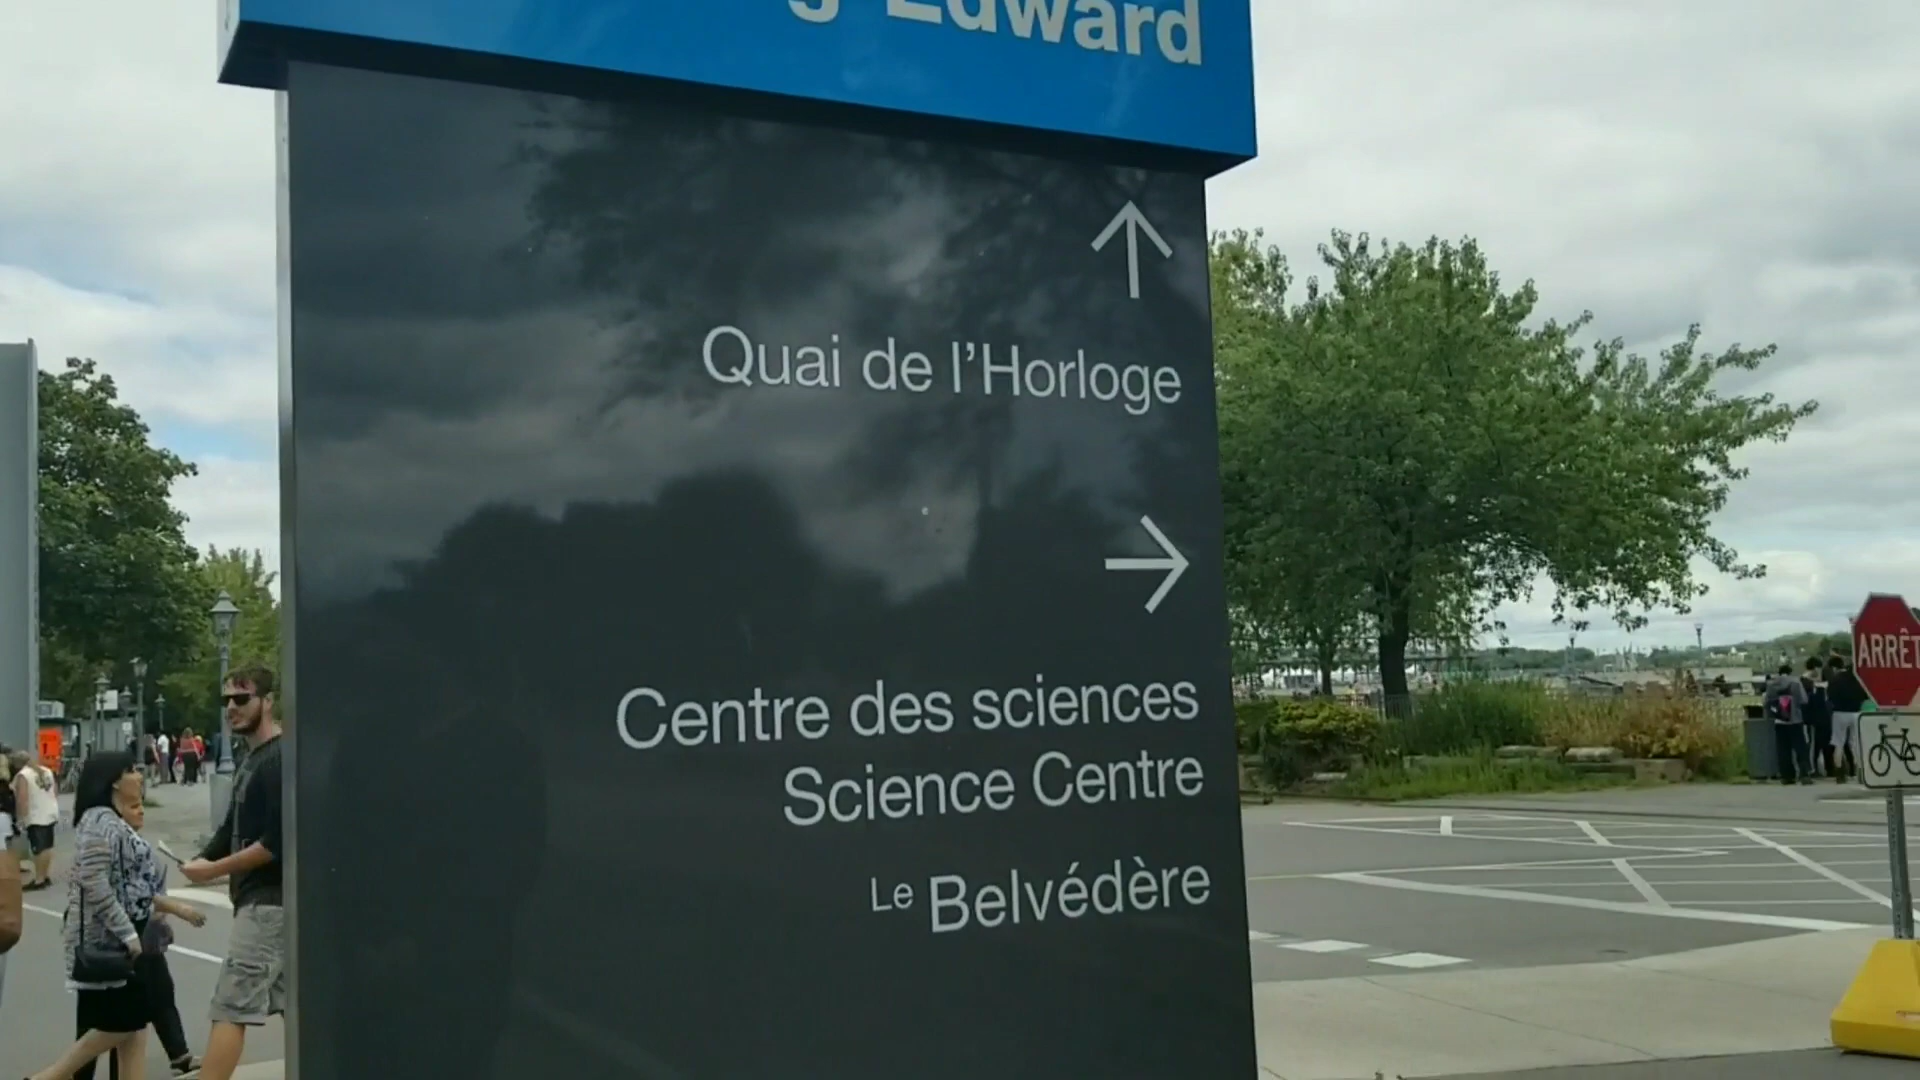 Edward
Quai de l'Horloge
Centre des sciences
Science Centre
Le Belvédère
ARRÊT